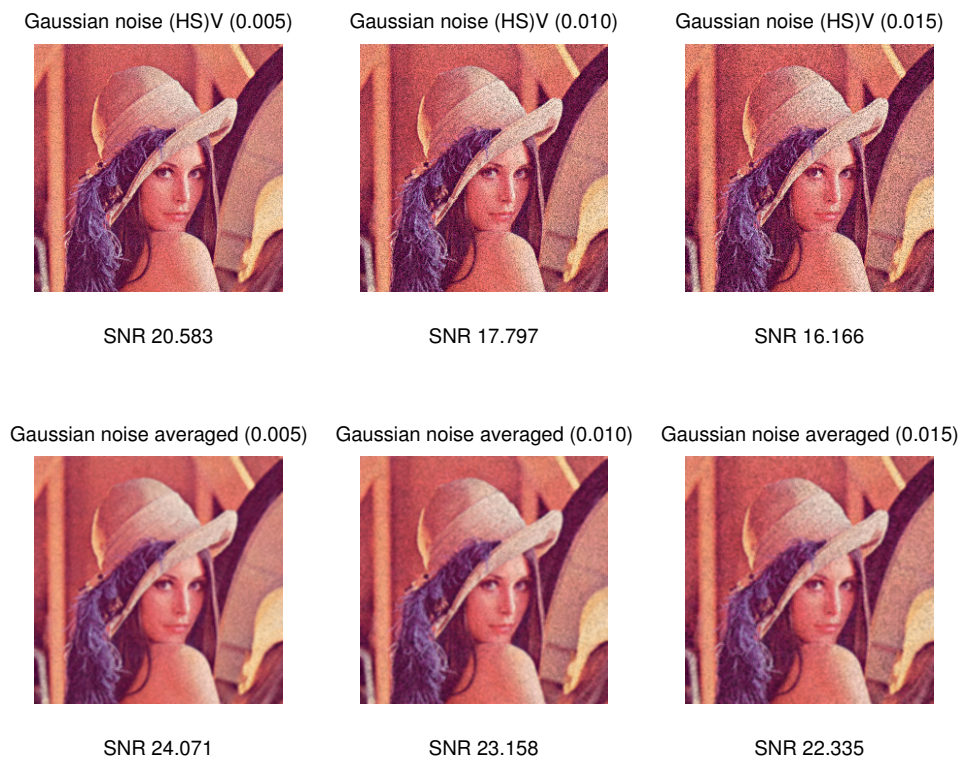 Gaussian noise (HS)V (0.005)
Gaussian noise (HS)V (0.010)
Gaussian noise (HS)V (0.015)
SNR 20.583
SNR 17.797
SNR 16.166
Gaussian noise averaged (0.005)
Gaussian noise averaged (0.010)
Gaussian noise averaged (0.015)
SNR 24.071
SNR 23.158
SNR 22.335